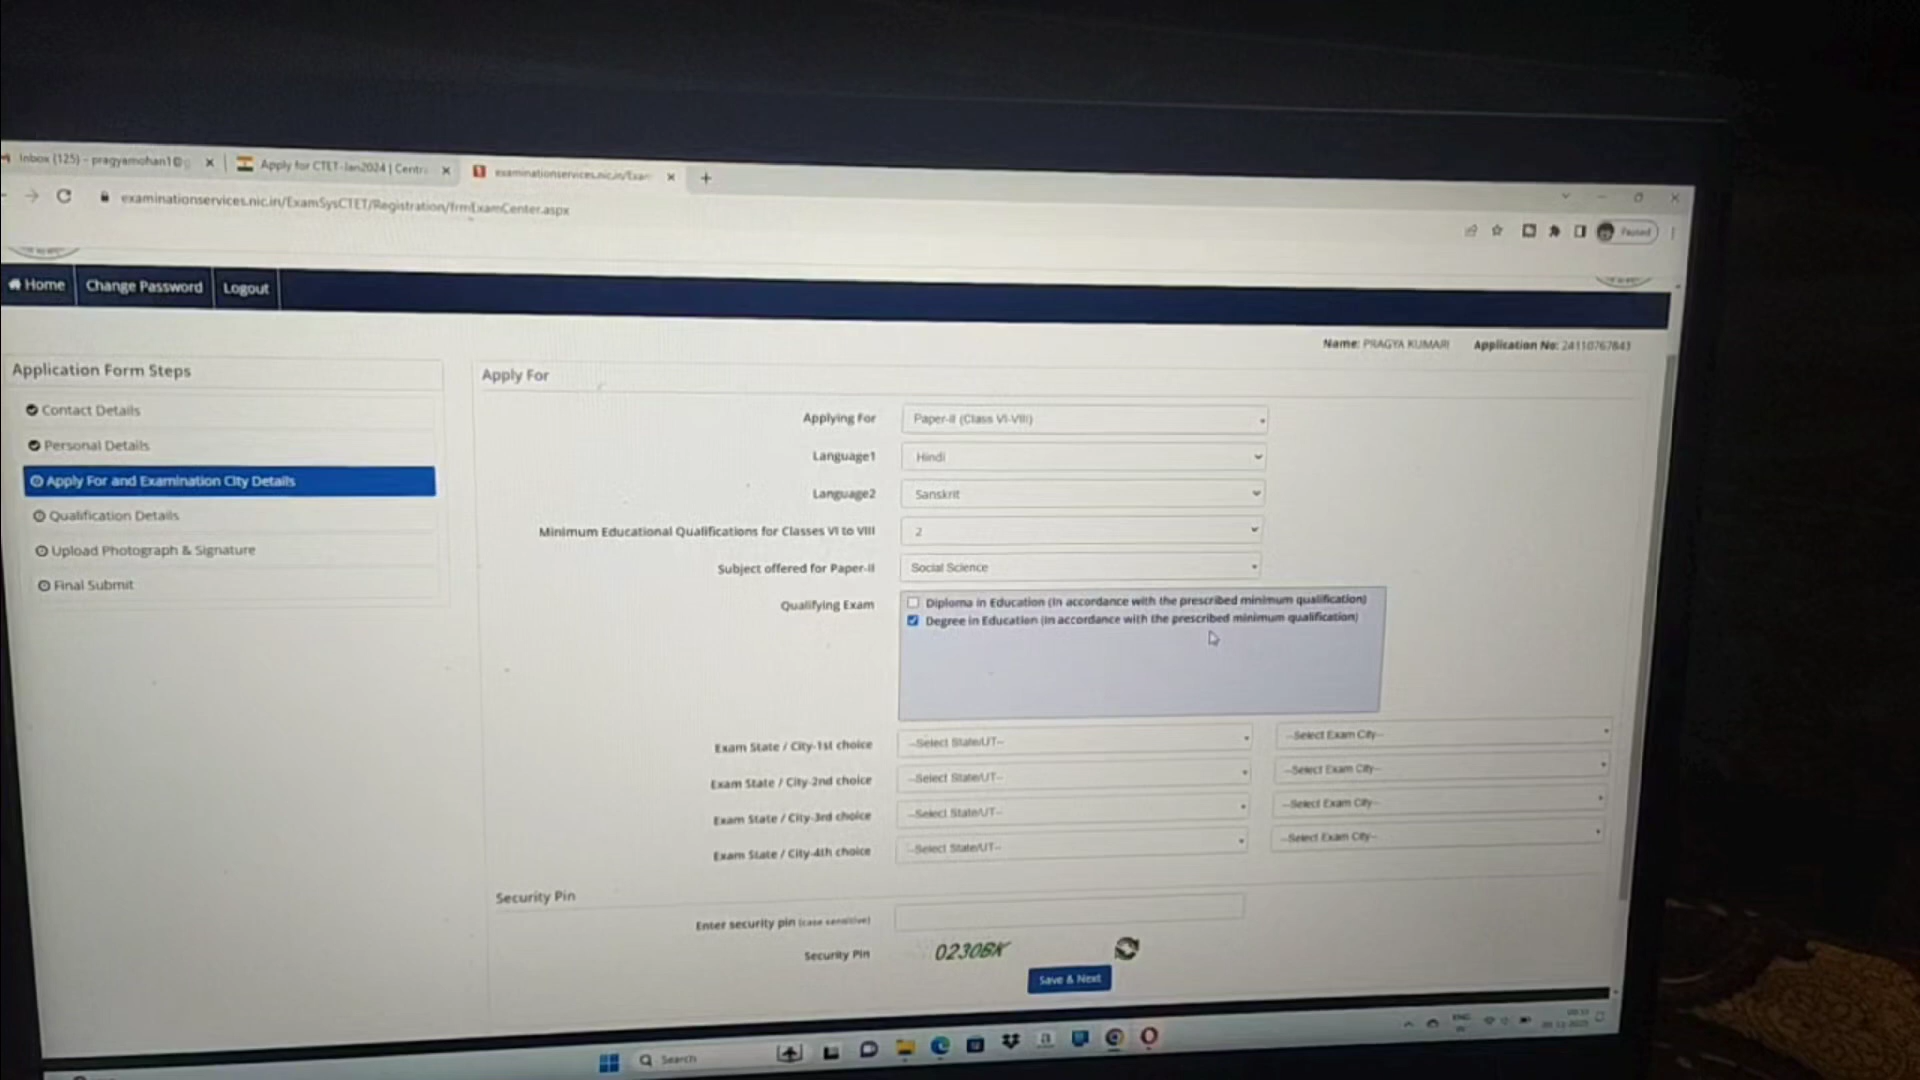 Inbox (125) - pragyamohan1@g
Apply for CTET-Jan2024 | Centr
examinationservices.nic.in/Exam
examinationservices.nic.in/ExamSysCTET/Registration/frmExamCenter.aspx
Paused
Home
Change Password
Logout
Name: PRAGYA KUMARI
Application No: 24110767843
Application Form Steps
Contact Details
Personal Details
Apply For and Examination City Details
Qualification Details
Upload Photograph & Signature
Final Submit
Apply For
Applying For
Paper-II (Class VI-VIII)
Language1
Hindi
Language2
Sanskrit
Minimum Educational Qualifications for Classes VI to VIII
2
Subject offered for Paper-II
Social Science
Qualifying Exam
Diploma in Education (In accordance with the prescribed minimum qualification)
Degree in Education (In accordance with the prescribed minimum qualification)
Exam State / City-1st choice
--Select State/UT--
--Select Exam City--
Exam State / City-2nd choice
--Select State/UT--
--Select Exam City--
Exam State / City-3rd choice
--Select State/UT--
--Select Exam City--
Exam State / City-4th choice
--Select State/UT--
--Select Exam City--
Security Pin
Enter security pin (case sensitive)
Security Pin
0230BK
Save & Next
Search
ENG